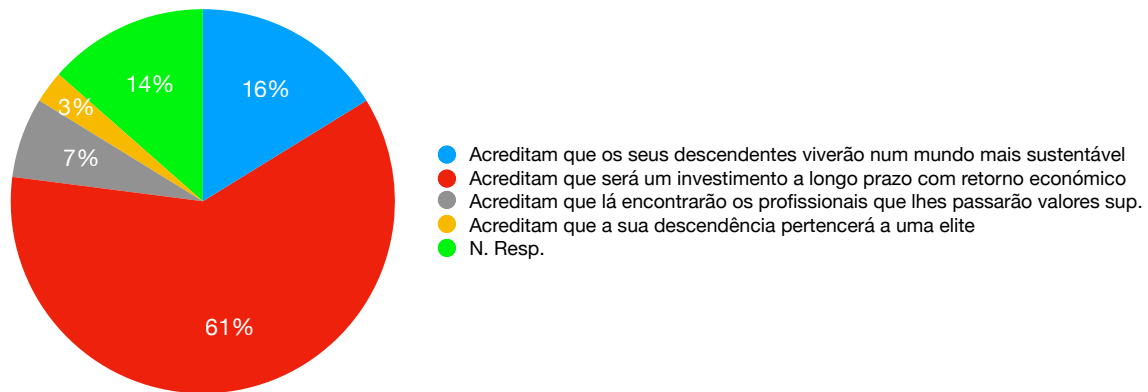 14%
16%
3%
7%
61%
Acreditam que os seus descendentes viverão num mundo mais sustentável
Acreditam que será um investimento a longo prazo com retorno económico
Acreditam que lá encontrarão os profissionais que lhes passarão valores sup.
Acreditam que a sua descendência pertencerá a uma elite
N. Resp.